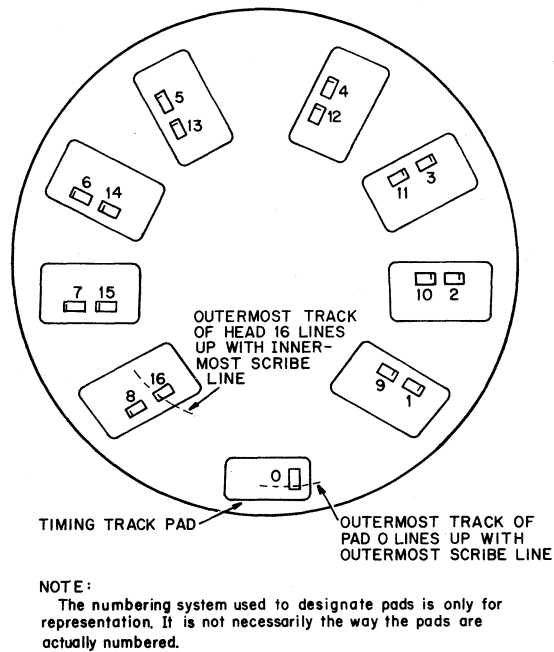 5
13
4
12
6
14
3
11
7
15
10
2
OUTERMOST TRACK
OF HEAD 16 LINES
UP WITH INNER-
MOST SCRIBE
LINE
8
16
9
1
0
TIMING TRACK PAD
OUTERMOST TRACK OF
PAD 0 LINES UP WITH
OUTERMOST SCRIBE LINE
NOTE:
The numbering system used to designate pads is only for
representation. It is not necessarily the way the pads are
actually numbered.